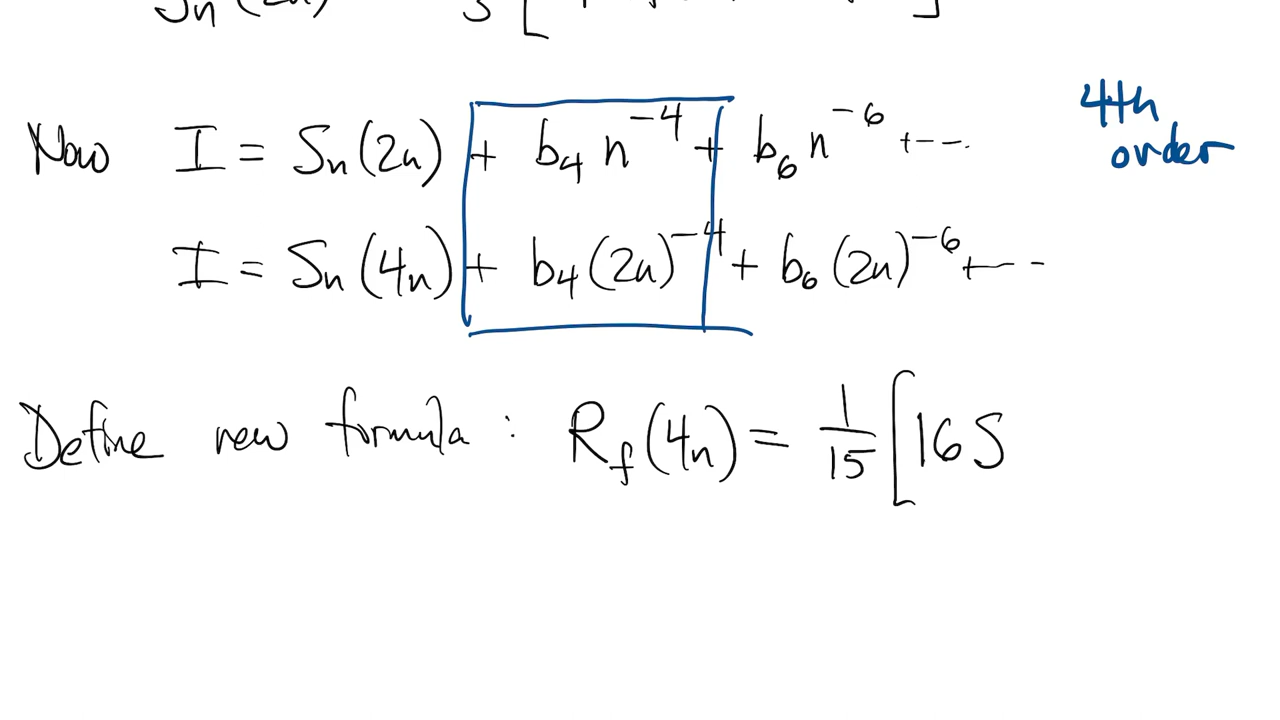 Now I = Sn(2n) + b₄ n⁻⁴ + b₆ n⁻⁶ + --.
4th order
I = Sn(4n) + b₄(2n)⁻⁴ + b₆(2n)⁻⁶ + --
Define new formula : R_f(4n) = 1/15 [16S